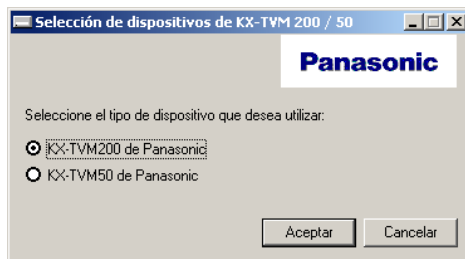 Selección de dispositivos de KX-TVM 200 / 50
Panasonic
Seleccione el tipo de dispositivo que desea utilizar:
KX-TVM200 de Panasonic
KX-TVM50 de Panasonic
Aceptar Cancelar